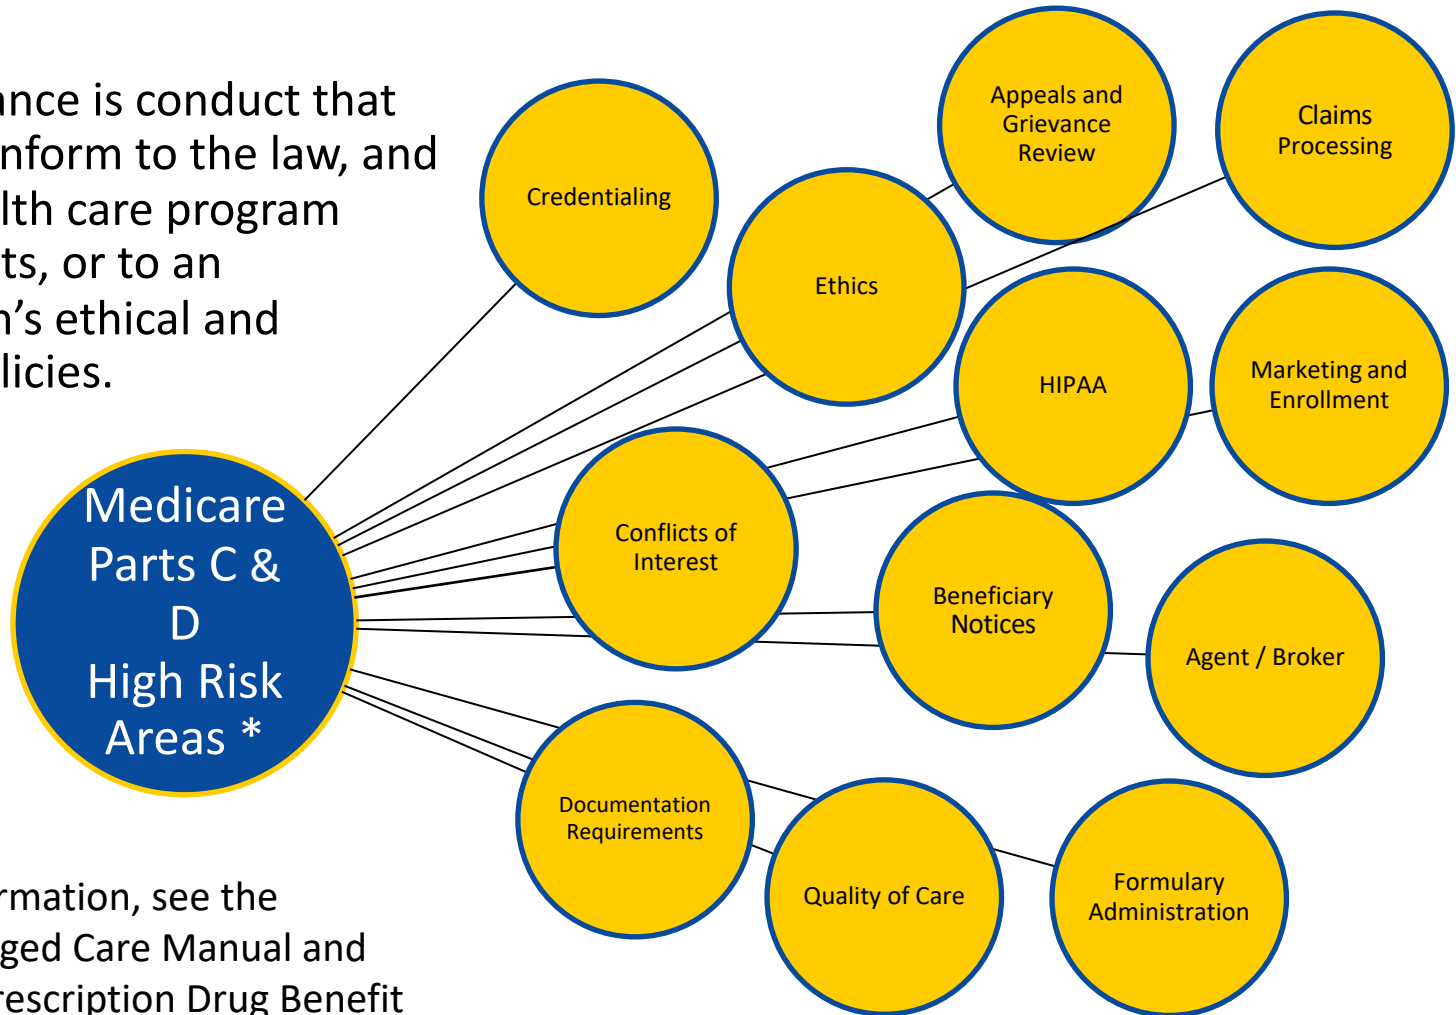 ance is conduct that
nform to the law, and
lth care program
ts, or to an
n’s ethical and
licies.
Medicare
Parts C &
D
High Risk
Areas *
Credentialing
Appeals and
Grievance
Review
Claims
Processing
Ethics
HIPAA
Marketing and
Enrollment
Conflicts of
Interest
Beneficiary
Notices
Agent / Broker
Documentation
Requirements
Quality of Care
Formulary
Administration
rmation, see the
ged Care Manual and
rescription Drug Benefit